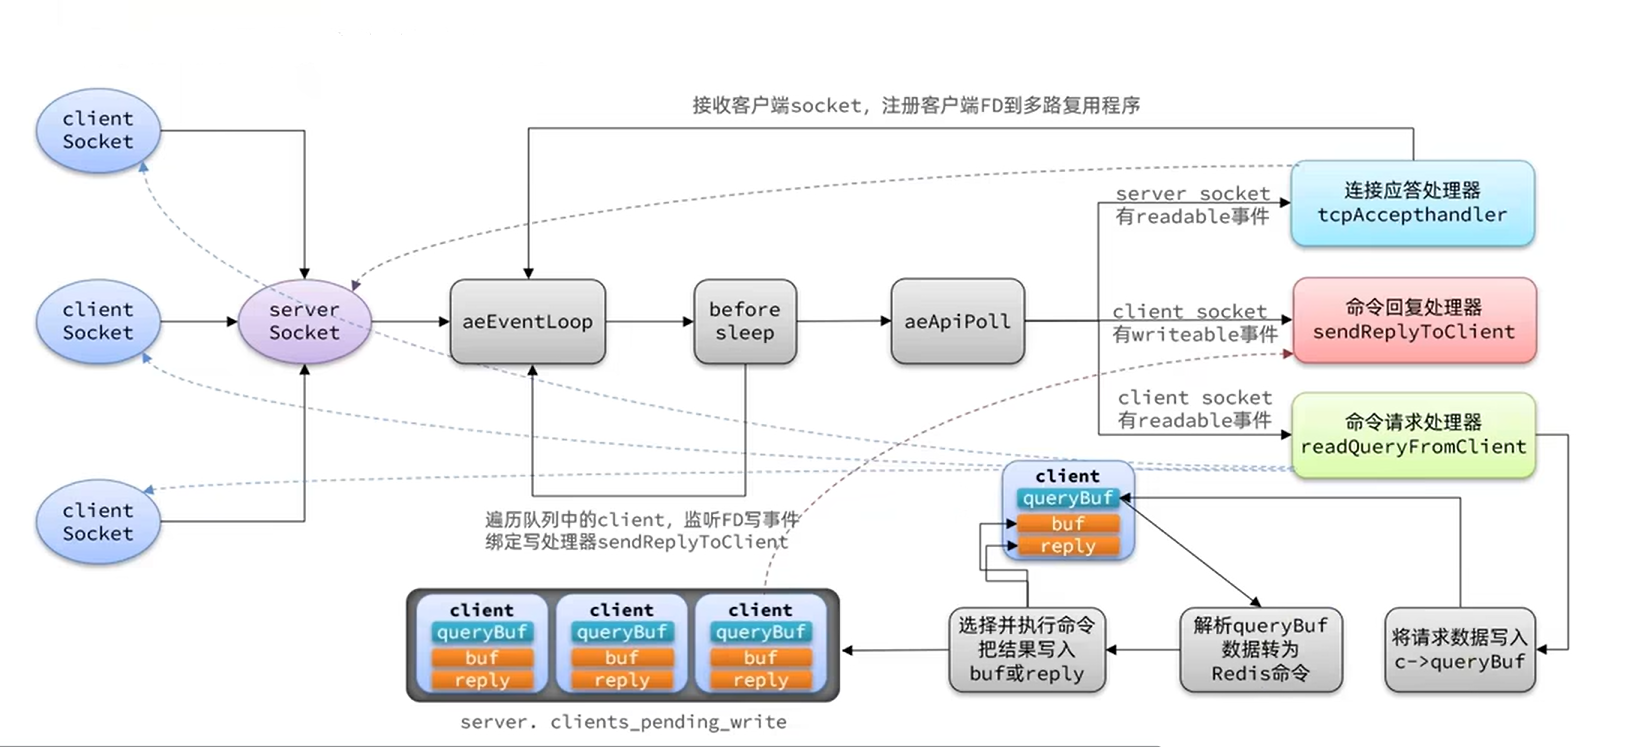 接收客户端socket，注册客户端FD到多路复用程序
client
Socket
连接应答处理器
tcpAccepthandler
server socket
有readable事件
client
Socket
server
Socket
aeEventLoop
before
sleep
aeApiPoll
client socket
有writeable事件
命令回复处理器
sendReplyToClient
client socket
有readable事件
命令请求处理器
readQueryFromClient
client
Socket
遍历队列中的client，监听FD写事件
绑定写处理器sendReplyToClient
client
queryBuf
buf
reply
client
queryBuf
buf
reply
client
queryBuf
buf
reply
client
queryBuf
buf
reply
选择并执行命令
把结果写入
buf或reply
解析queryBuf
数据转为
Redis命令
将请求数据写入
c->queryBuf
server. clients_pending_write